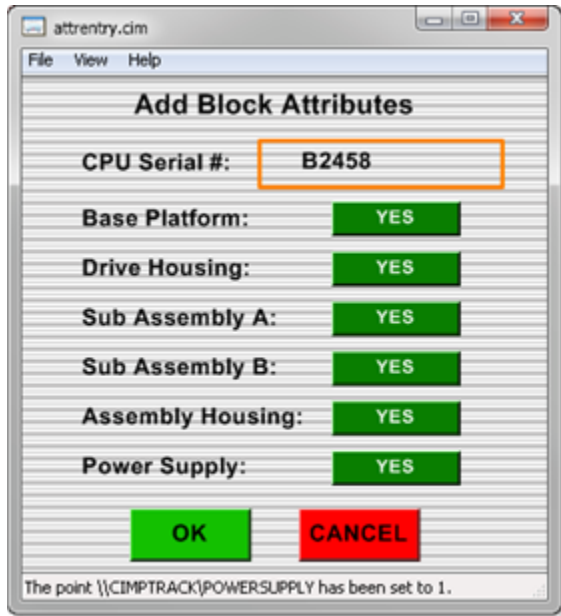 attrentry.cim
File View Help
Add Block Attributes
CPU Serial #: B2458
Base Platform: YES
Drive Housing: YES
Sub Assembly A: YES
Sub Assembly B: YES
Assembly Housing: YES
Power Supply: YES
OK CANCEL
The point \\CIMPTRACK\POWERSUPPLY has been set to 1.